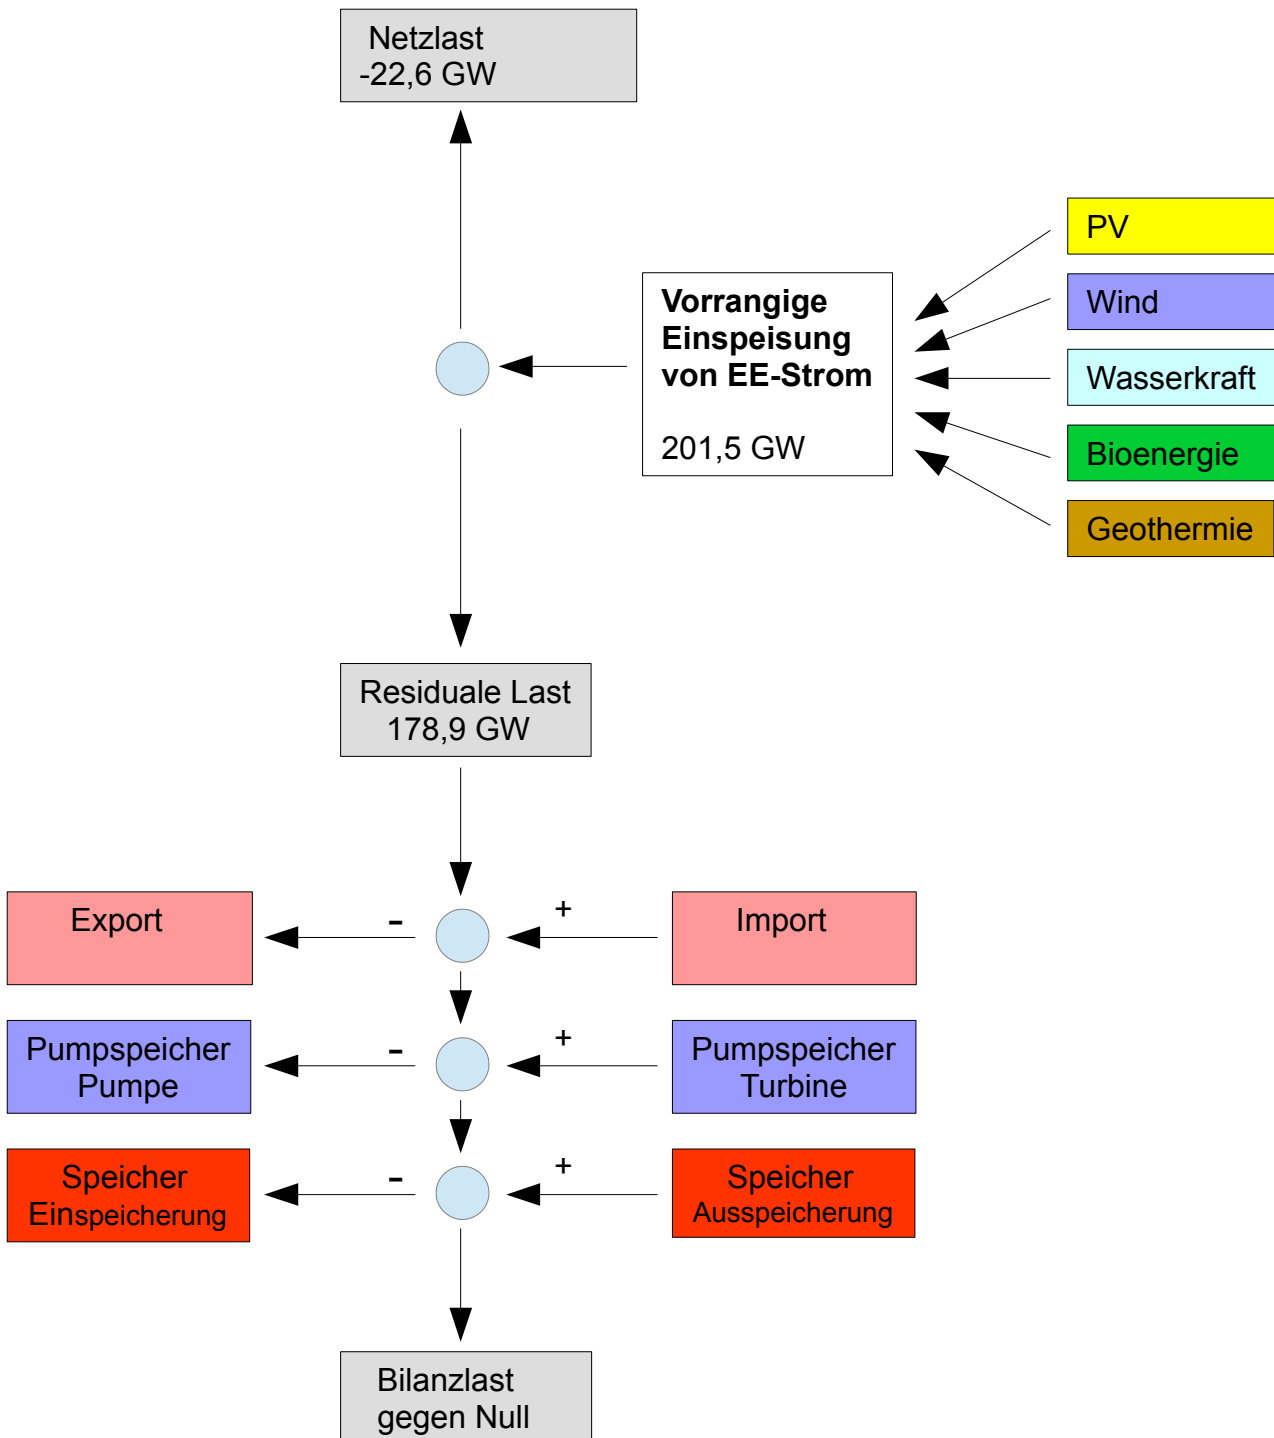 Netzlast
-22,6 GW
PV
Wind
Wasserkraft
Bioenergie
Geothermie
Vorrangige
Einspeisung
von EE-Strom
201,5 GW
Residuale Last
178,9 GW
Export
-
+
Import
Pumpspeicher
Pumpe
-
+
Pumpspeicher
Turbine
Speicher
Einspeicherung
-
+
Speicher
Ausspeicherung
Bilanzlast
gegen Null